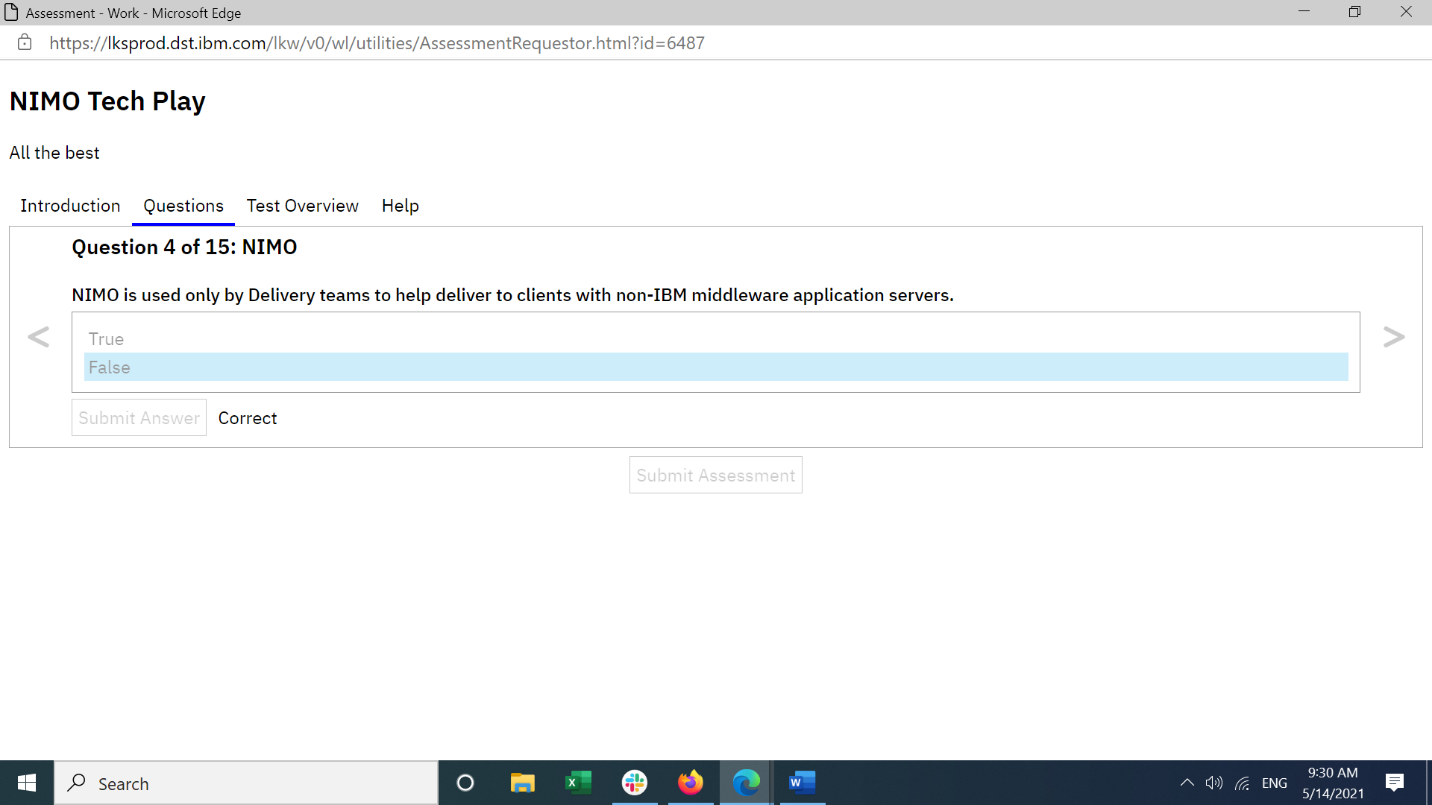 Assessment - Work - Microsoft Edge
https://lksprod.dst.ibm.com/lkw/v0/wl/utilities/AssessmentRequestor.html?id=6487
NIMO Tech Play
All the best
Introduction Questions Test Overview Help
Question 4 of 15: NIMO
NIMO is used only by Delivery teams to help deliver to clients with non-IBM middleware application servers.
< >
True
False
Submit Answer Correct
Submit Assessment
Search
ENG
9:30 AM
5/14/2021